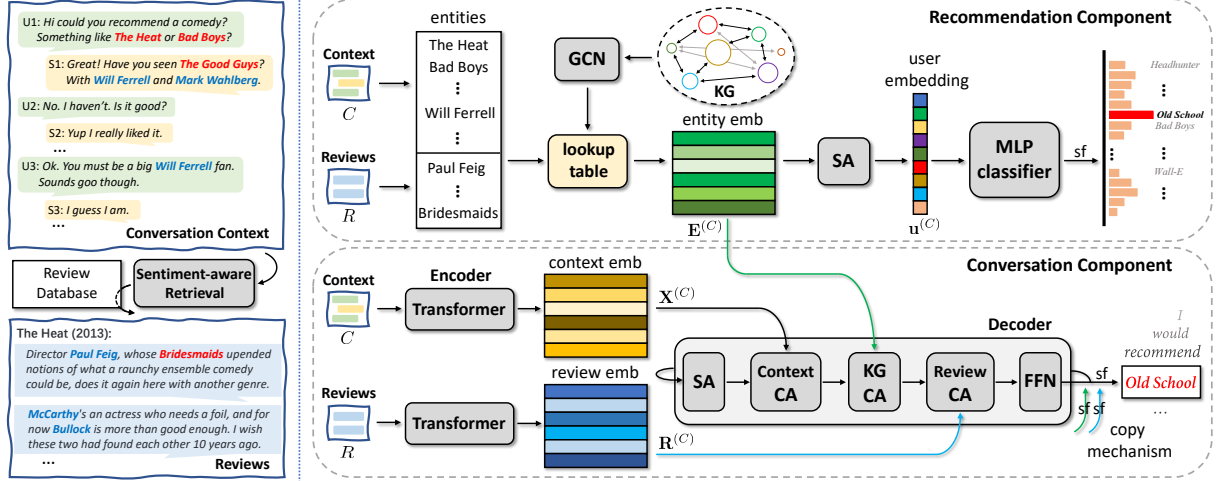 U1: Hi could you recommend a comedy?
Something like The Heat or Bad Boys?
S1: Great! Have you seen The Good Guys?
With Will Ferrell and Mark Wahlberg.
U2: No. I haven't. Is it good?
S2: Yup I really liked it.
U3: Ok. You must be a big Will Ferrell fan.
Sounds goo though.
S3: I guess I am.
...
Conversation Context
Review
Database
Sentiment-aware
Retrieval
The Heat (2013):
Director Paul Feig, whose Bridesmaids upended
notions of what a raunchy ensemble comedy
could be, does it again here with another genre.
McCarthy's an actress who needs a foil, and for
now Bullock is more than good enough. I wish
these two had found each other 10 years ago.
...
Reviews
Recommendation Component
Context
C
Reviews
R
entities
The Heat
Bad Boys
⋮
Will Ferrell
⋮
Paul Feig
⋮
Bridesmaids
GCN
KG
lookup
table
entity emb
E(C)
SA
user
embedding
u(C)
MLP
classifier
sf
Headhunter
⋮
Old School
Bad Boys
⋮
⋮
Wall-E
⋮
Conversation Component
Context
C
Reviews
R
Encoder
Transformer
Transformer
context emb
X(C)
review emb
R(C)
Decoder
SA
Context
CA
KG
CA
Review
CA
FFN
sf
sf
sf
copy
mechanism
I
would
recommend
Old School
...